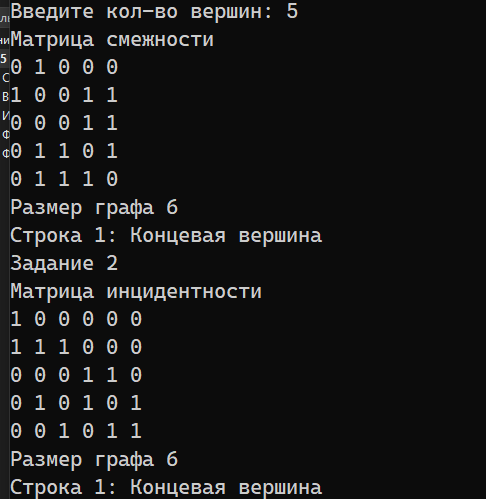 Введите кол-во вершин: 5
Матрица смежности
0 1 0 0 0
1 0 0 1 1
0 0 0 1 1
0 1 1 0 1
0 1 1 1 0
Размер графа 6
Строка 1: Концевая вершина
Задание 2
Матрица инцидентности
1 0 0 0 0 0
1 1 1 0 0 0
0 0 0 1 1 0
0 1 0 1 0 1
0 0 1 0 1 1
Размер графа 6
Строка 1: Концевая вершина